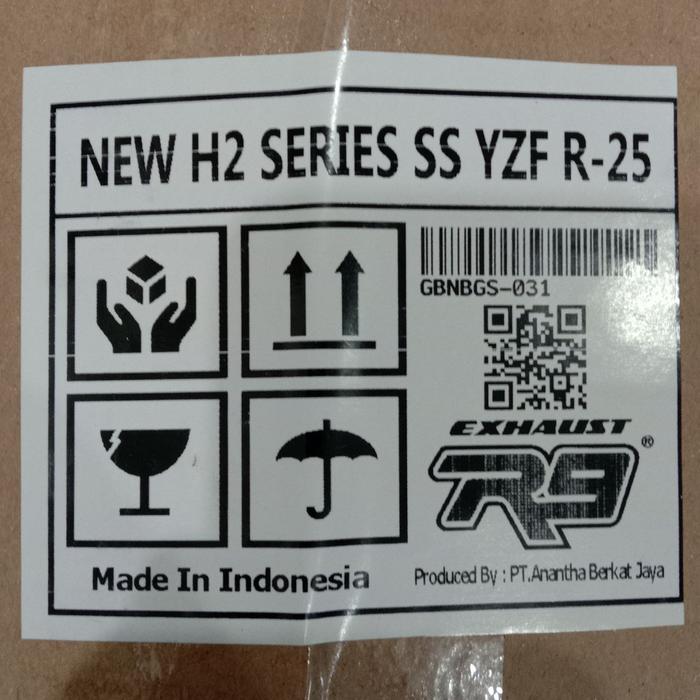 NEW H2 SERIES SS YZF R-25
GBNBGS-031
EXHAUST
R9®
Made In Indonesia
Produced By : PT.Anantha Berkat Jaya